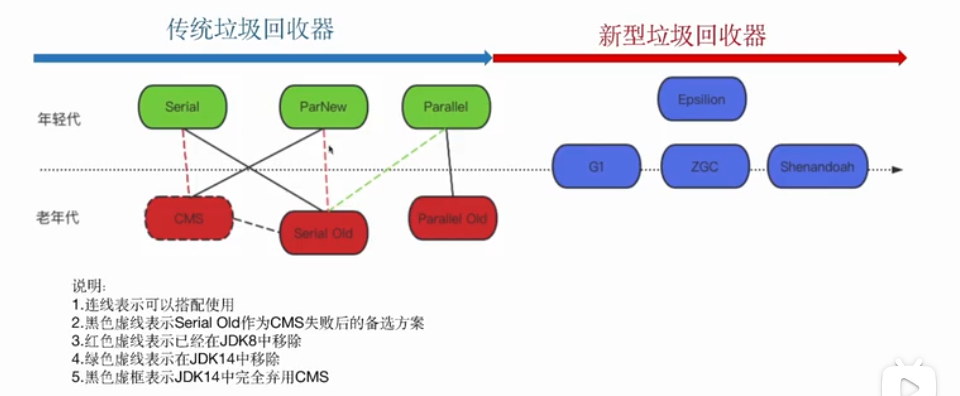 传统垃圾回收器
新型垃圾回收器
年轻代
Serial
ParNew
Parallel
Epsilion
G1
ZGC
Shenandoah
老年代
CMS
Serial Old
Parallel Old
说明:
1.连线表示可以搭配使用
2.黑色虚线表示Serial Old作为CMS失败后的备选方案
3.红色虚线表示已经在JDK8中移除
4.绿色虚线表示在JDK14中移除
5.黑色虚框表示JDK14中完全弃用CMS